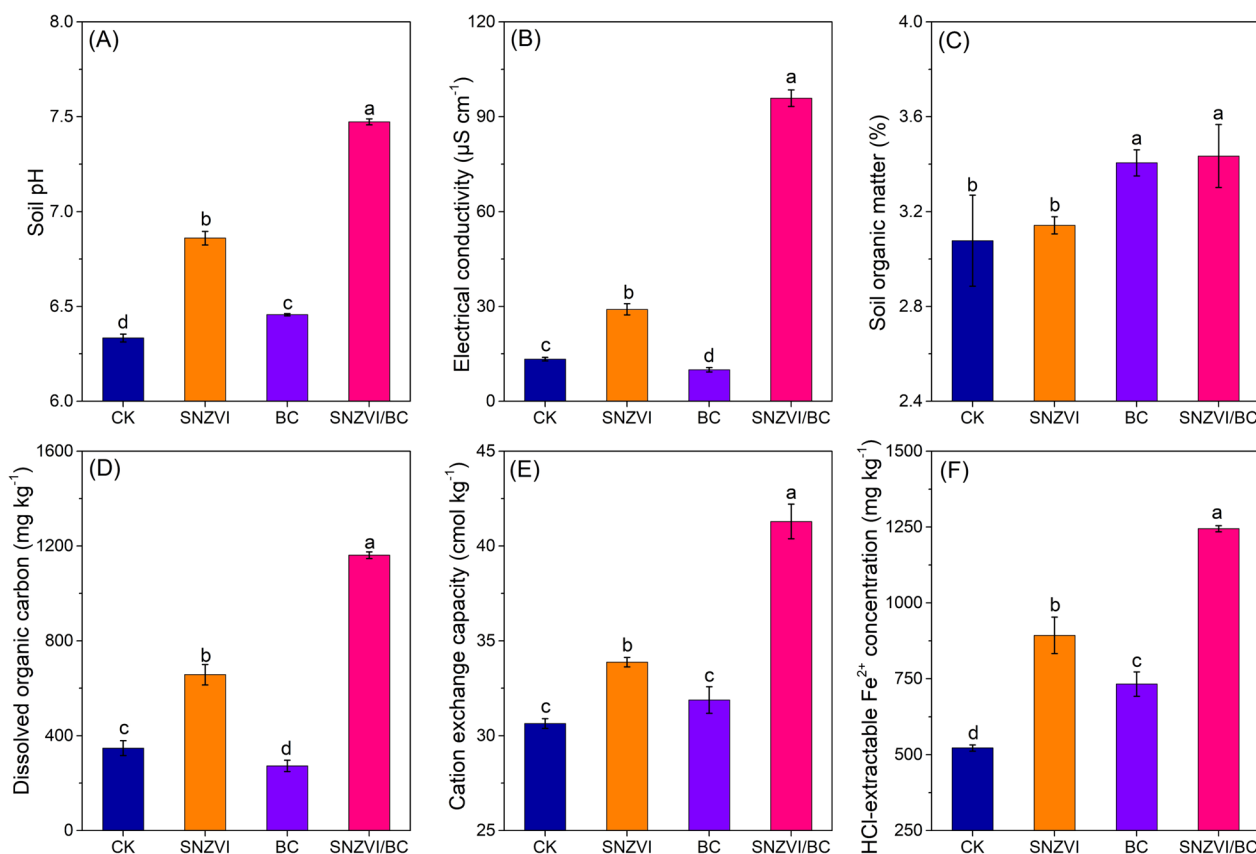 (A)
Soil pH
8.0
7.5
7.0
6.5
6.0
d
b
c
a
CK SNZVI BC SNZVI/BC
(B)
Electrical conductivity (µS cm⁻¹)
120
90
60
30
0
c
b
d
a
CK SNZVI BC SNZVI/BC
(C)
Soil organic matter (%)
4.0
3.6
3.2
2.8
2.4
b
b
a
a
CK SNZVI BC SNZVI/BC
(D)
Dissolved organic carbon (mg kg⁻¹)
1600
1200
800
400
0
c
b
d
a
CK SNZVI BC SNZVI/BC
(E)
Cation exchange capacity (cmol kg⁻¹)
45
40
35
30
25
c
b
c
a
CK SNZVI BC SNZVI/BC
(F)
HCl-extractable Fe²⁺ concentration (mg kg⁻¹)
1500
1250
1000
750
500
250
d
b
c
a
CK SNZVI BC SNZVI/BC